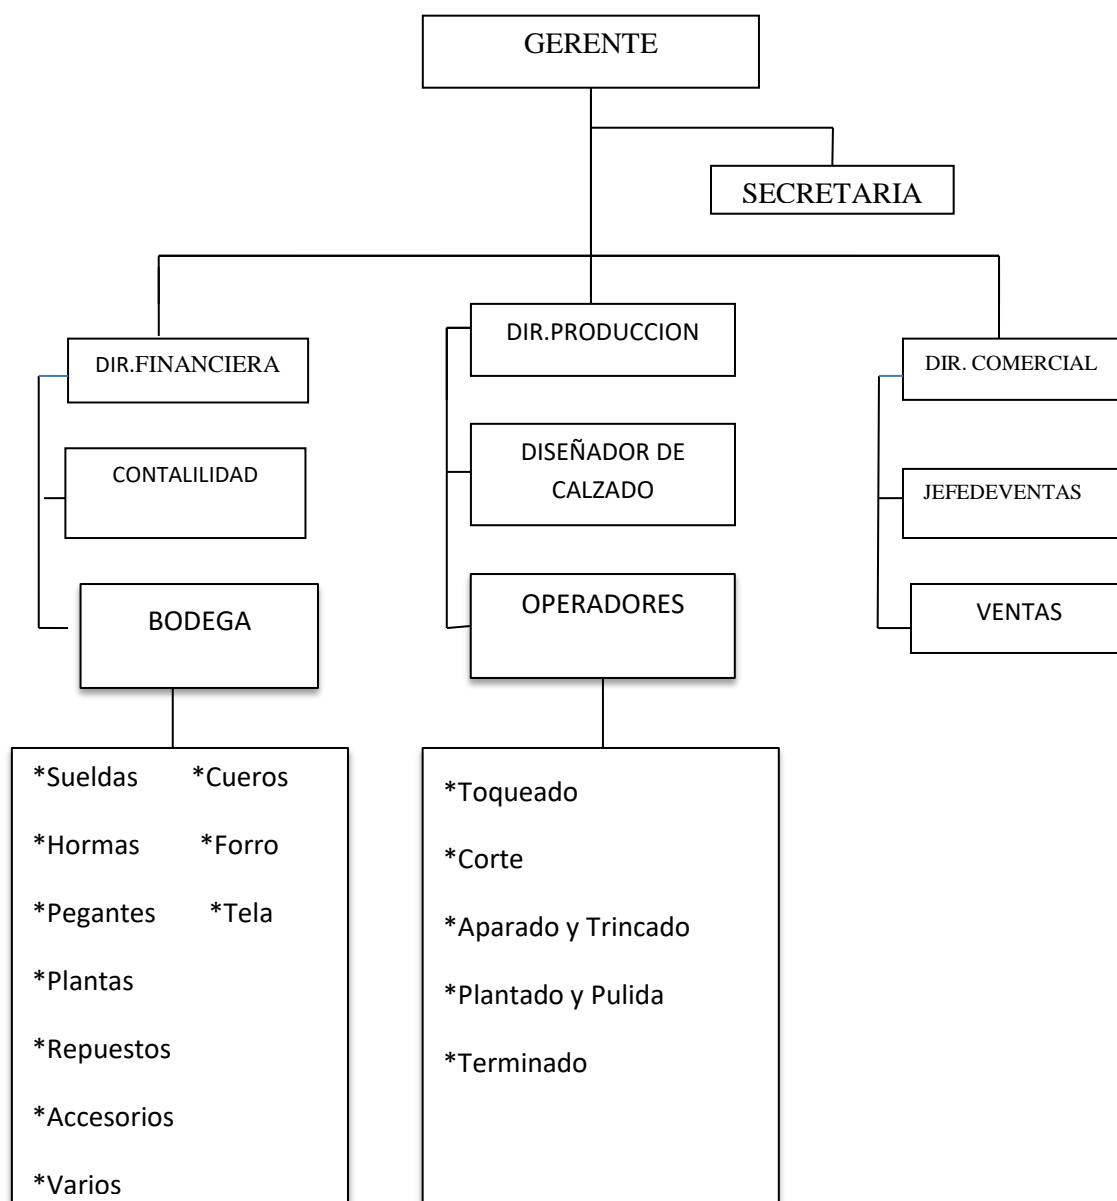 GERENTE
SECRETARIA
DIR.FINANCIERA
CONTALILIDAD
BODEGA
*Sueldas *Cueros
*Hormas *Forro
*Pegantes *Tela
*Plantas
*Repuestos
*Accesorios
*Varios
DIR.PRODUCCION
DISEÑADOR DE
CALZADO
OPERADORES
*Toqueado
*Corte
*Aparado y Trincado
*Plantado y Pulida
*Terminado
DIR. COMERCIAL
JEFEDEVENTAS
VENTAS